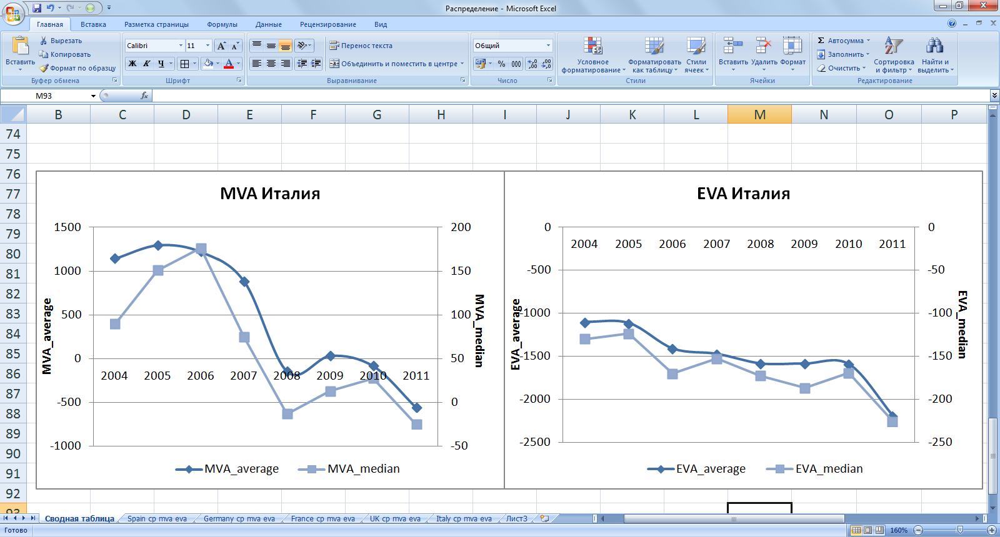 Распределение - Microsoft Excel
Главная Вставка Разметка страницы Формулы Данные Рецензирование Вид
Вставить
Вырезать
Копировать
Формат по образцу
Буфер обмена
Calibri 11
Ж К Ч
Шрифт
Перенос текста
Объединить и поместить в центре
Выравнивание
Общий
% 000
Число
Условное форматирование
Форматировать как таблицу
Стили ячеек
Стили
Вставить Удалить Формат
Ячейки
Автосумма
Заполнить
Очистить
Сортировка и фильтр
Найти и выделить
Редактирование
M93
fx
B C D E F G H I J K L M N O P
74
75
76
77
78
79
80
81
82
83
84
85
86
87
88
89
90
91
92
93
MVA Италия
1500
1000
500
0
-500
-1000
MVA_average
2004 2005 2006 2007 2008 2009 2010 2011
200
150
100
50
0
-50
MVA_median
MVA_average MVA_median
EVA Италия
0
-500
-1000
-1500
-2000
-2500
EVA_average
2004 2005 2006 2007 2008 2009 2010 2011
0
-50
-100
-150
-200
-250
EVA_median
EVA_average EVA_median
Сводная таблица Spain cp mva eva Germany cp mva eva France cp mva eva UK cp mva eva Italy cp mva eva Лист3
Готово
160%